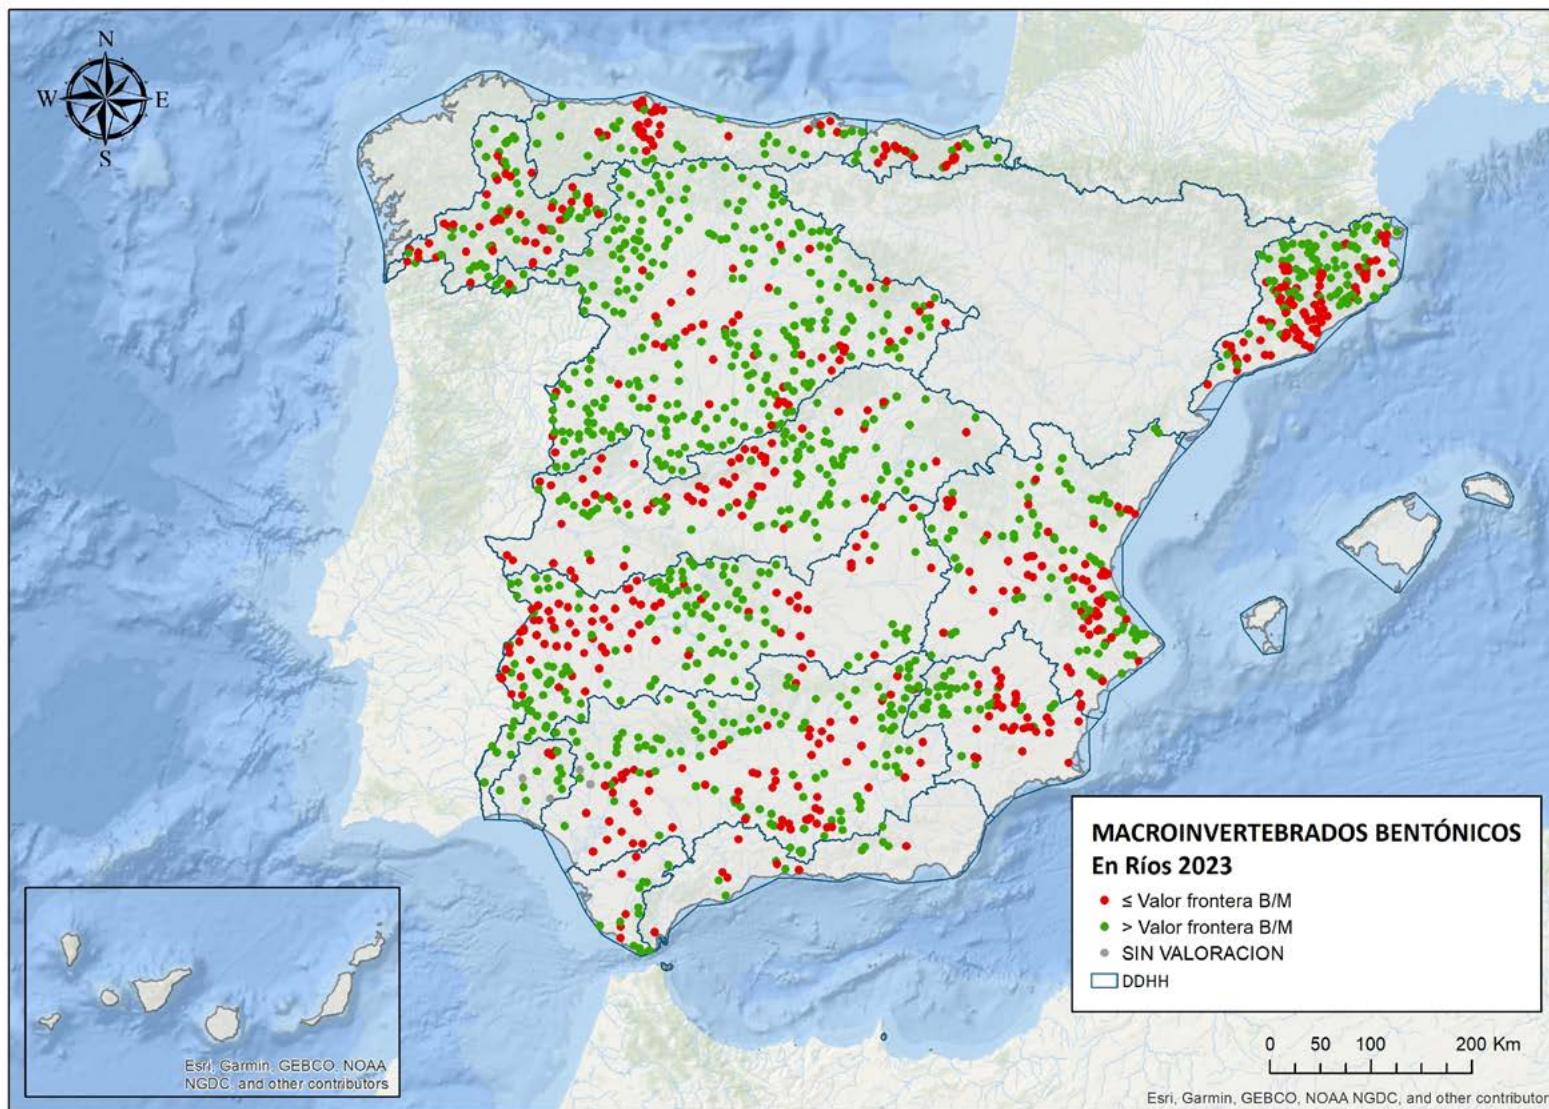 N
W E
S
MACROINVERTEBRADOS BENTÓNICOS
En Ríos 2023
≤ Valor frontera B/M
> Valor frontera B/M
SIN VALORACION
DDHH
0 50 100 200 Km
Esri, Garmin, GEBCO, NOAA
NGDC, and other contributors
Esri, Garmin, GEBCO, NOAA NGDC, and other contributor